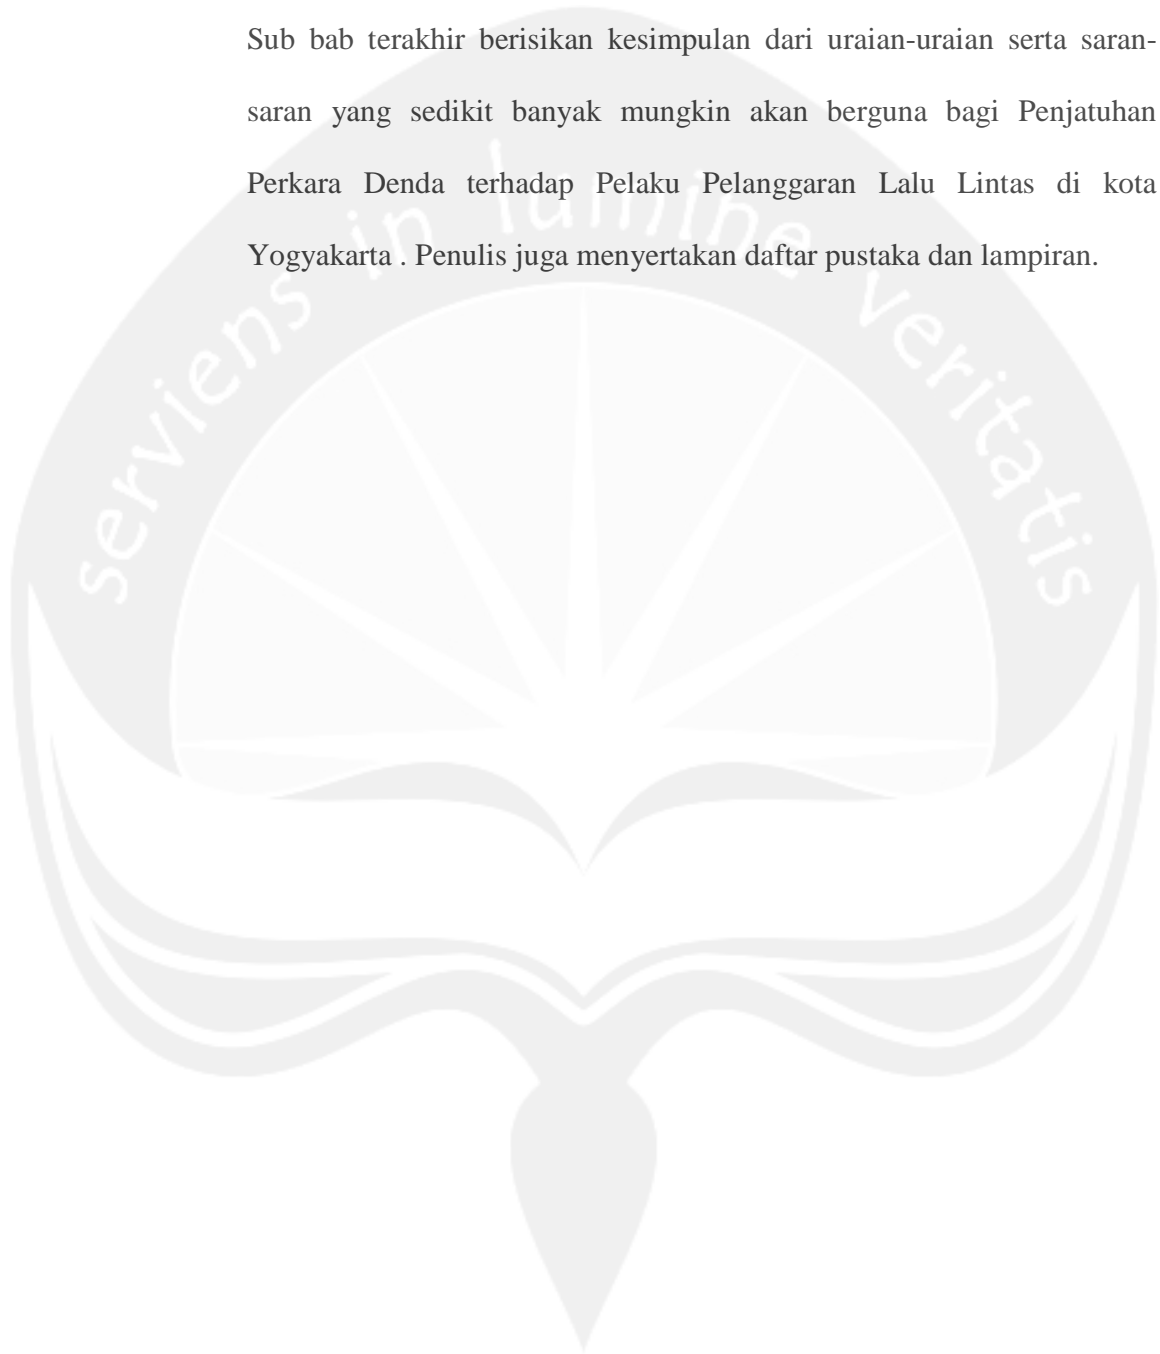 Sub bab terakhir berisikan kesimpulan dari uraian-uraian serta saran-
saran yang sedikit banyak mungkin akan berguna bagi Penjatuhan
Perkara Denda terhadap Pelaku Pelanggaran Lalu Lintas di kota
Yogyakarta . Penulis juga menyertakan daftar pustaka dan lampiran.
serviens in lumine veritatis